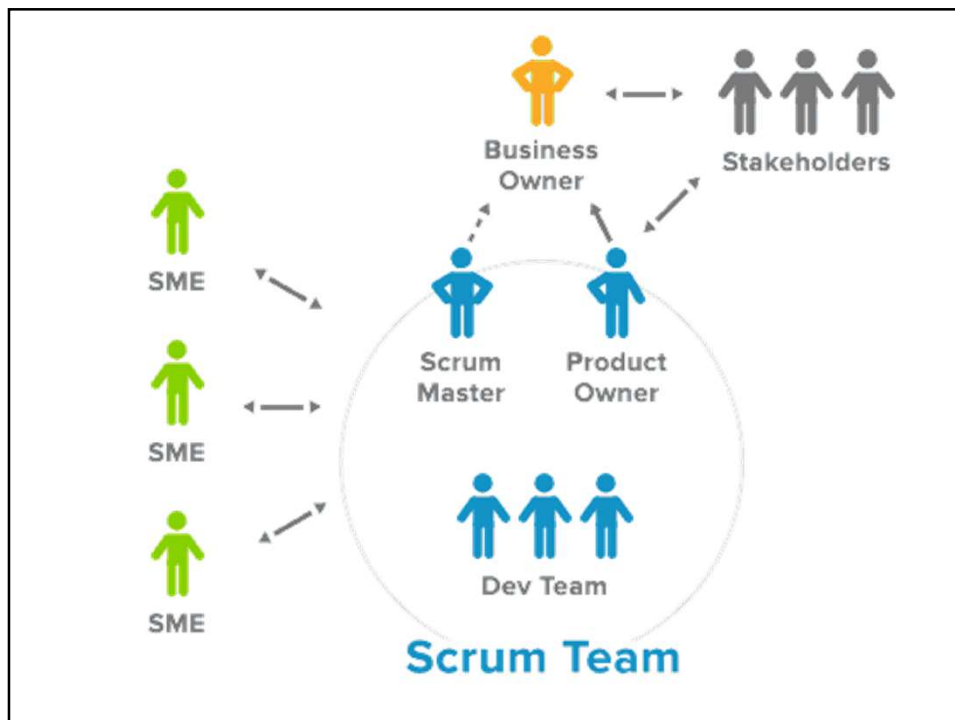 Business
Owner
Stakeholders
SME
Scrum
Master
Product
Owner
SME
Dev Team
SME
Scrum Team